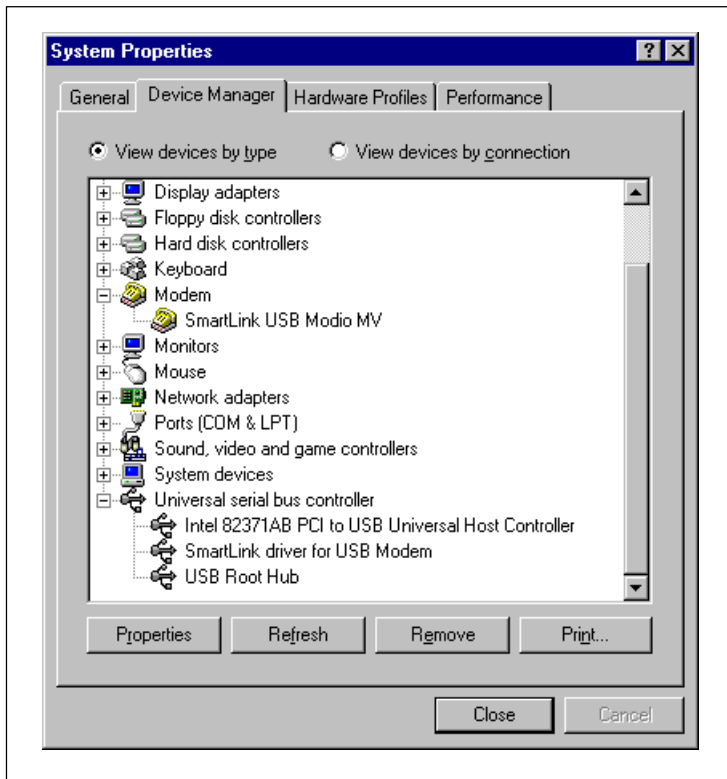 System Properties
General Device Manager Hardware Profiles Performance
View devices by type View devices by connection
Display adapters
Floppy disk controllers
Hard disk controllers
Keyboard
Modem
SmartLink USB Modio MV
Monitors
Mouse
Network adapters
Ports (COM & LPT)
Sound, video and game controllers
System devices
Universal serial bus controller
Intel 82371AB PCI to USB Universal Host Controller
SmartLink driver for USB Modem
USB Root Hub
Properties Refresh Remove Print...
Close Cancel